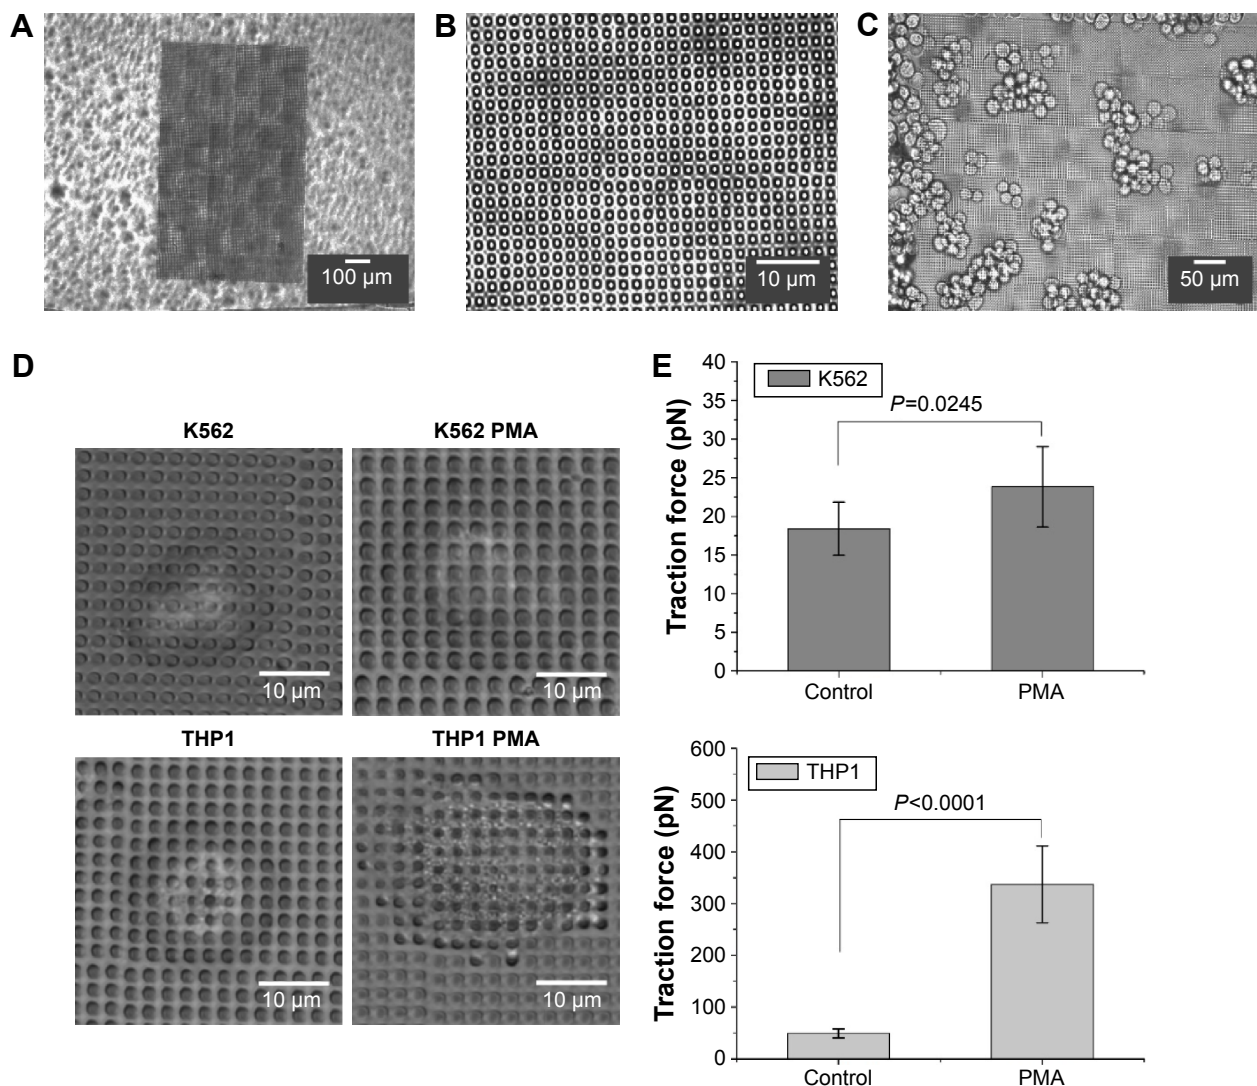 A
B
C
100 µm
10 µm
50 µm
D
K562
K562 PMA
10 µm
10 µm
THP1
THP1 PMA
10 µm
10 µm
E
40
35
30
25
20
15
10
5
0
Traction force (pN)
K562
P=0.0245
Control
PMA
600
500
400
300
200
100
0
Traction force (pN)
THP1
P<0.0001
Control
PMA